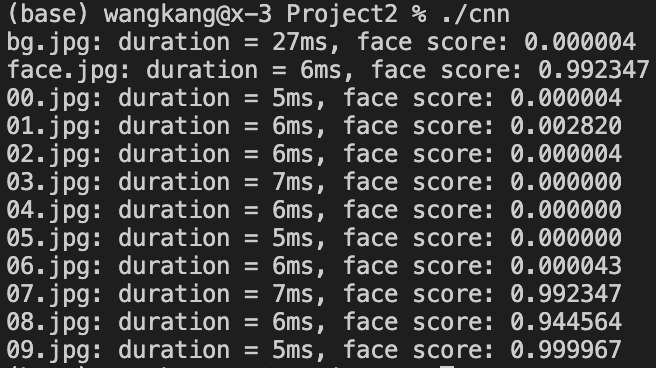 (base) wangkang@x-3 Project2 % ./cnn
bg.jpg: duration = 27ms, face score: 0.000004
face.jpg: duration = 6ms, face score: 0.992347
00.jpg: duration = 5ms, face score: 0.000004
01.jpg: duration = 6ms, face score: 0.002820
02.jpg: duration = 6ms, face score: 0.000004
03.jpg: duration = 7ms, face score: 0.000000
04.jpg: duration = 6ms, face score: 0.000000
05.jpg: duration = 5ms, face score: 0.000000
06.jpg: duration = 6ms, face score: 0.000043
07.jpg: duration = 7ms, face score: 0.992347
08.jpg: duration = 6ms, face score: 0.944564
09.jpg: duration = 5ms, face score: 0.999967